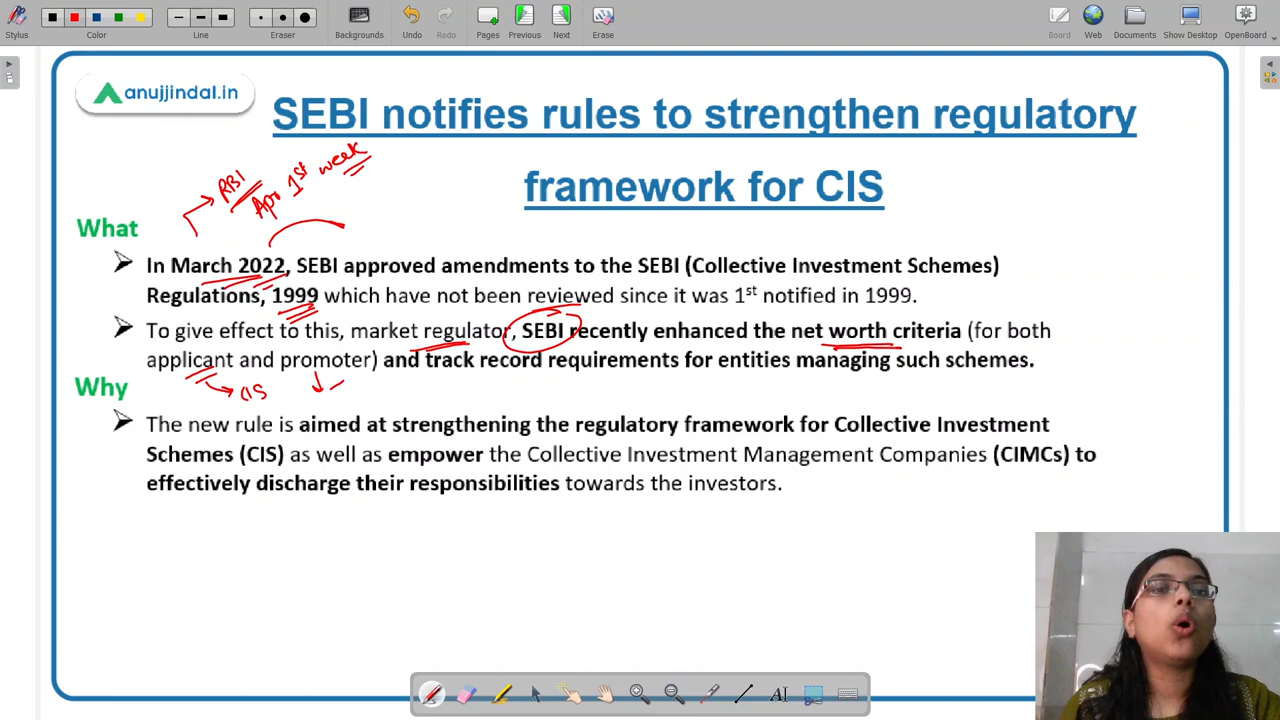 Stylus
Color
Line
Eraser
Backgrounds
Undo
Redo
Pages
Previous
Next
Erase
Board
Web
Documents
Show Desktop
OpenBoard
anujjindal.in
SEBI notifies rules to strengthen regulatory
framework for CIS
RBI
Apr 1st week
What
In March 2022, SEBI approved amendments to the SEBI (Collective Investment Schemes)
Regulations, 1999 which have not been reviewed since it was 1st notified in 1999.
To give effect to this, market regulator, SEBI recently enhanced the net worth criteria (for both
applicant and promoter) and track record requirements for entities managing such schemes.
CIS
Why
The new rule is aimed at strengthening the regulatory framework for Collective Investment
Schemes (CIS) as well as empower the Collective Investment Management Companies (CIMCs) to
effectively discharge their responsibilities towards the investors.